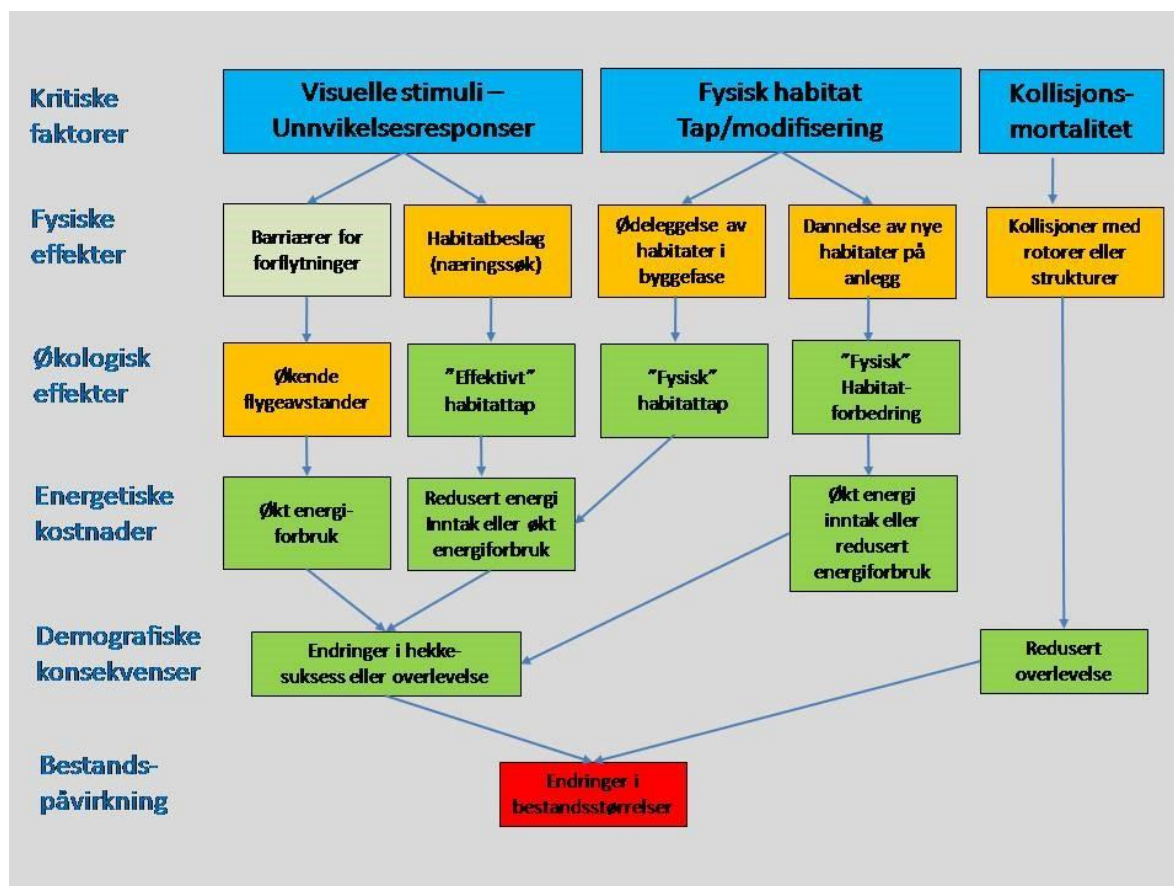 Kritiske
faktorer
Visuelle stimuli –
Unnvikelsesresponser
Fysisk habitat
Tap/modifisering
Kollisjons-
mortalitet
Fysiske
effekter
Barriærer for
forflytninger
Habitatbeslag
(næringssøk)
Ødeleggelse av
habitater i
byggefase
Dannelse av nye
habitater på
anlegg
Kollisjoner med
rotorer eller
strukturer
Økologisk
effekter
Økende
flygeavstander
"Effektivt"
habitattap
"Fysisk"
habitattap
"Fysisk"
Habitat-
forbedring
Energetiske
kostnader
Økt energi-
forbruk
Redusert energi
Inntak eller økt
energiforbruk
Økt energi
inntak eller
redusert
energiforbruk
Demografiske
konsekvenser
Endringer i hekke-
suksess eller overlevelse
Redusert
overlevelse
Bestands-
påvirkning
Endringer i
bestandsstørrelser